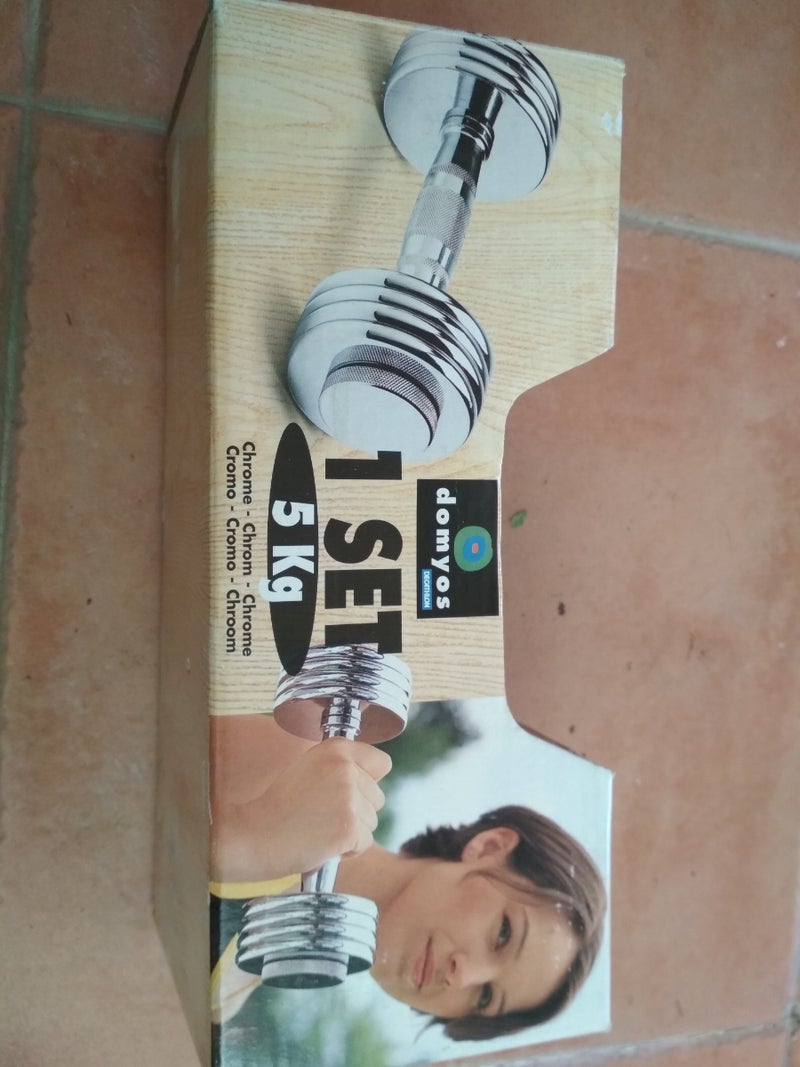 domyos
DECATHLON
1 SET
5 Kg
Chrome - Chrom - Chrome
Cromo - Cromo - Chroom